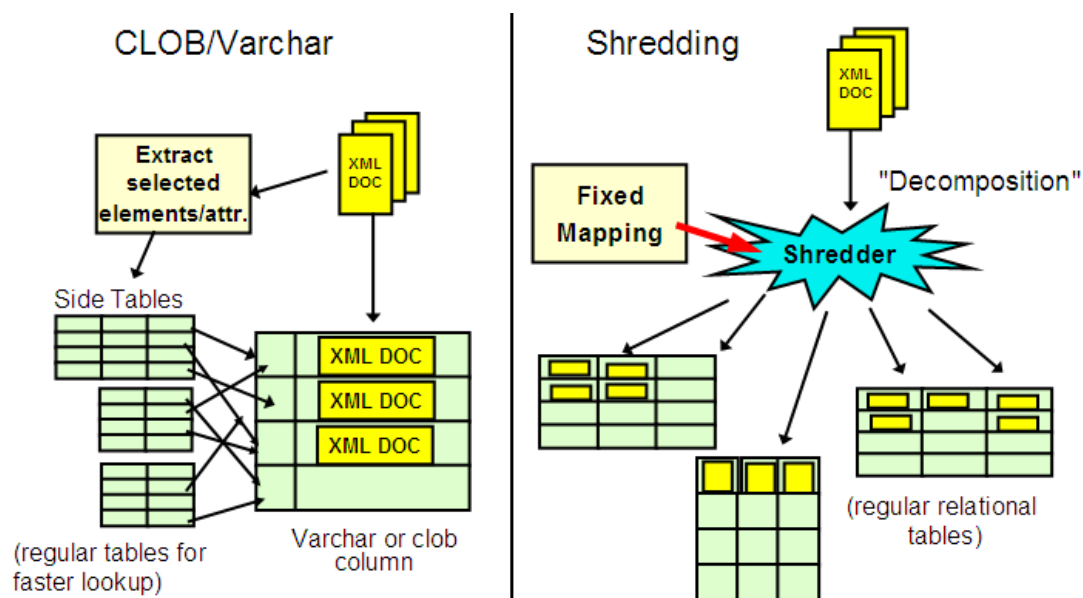 CLOB/Varchar
XML
DOC
Extract
selected
elements/attr.
Side Tables
XML DOC
XML DOC
XML DOC
(regular tables for
faster lookup)
Varchar or clob
column
Shredding
XML
DOC
"Decomposition"
Fixed
Mapping
Shredder
(regular relational
tables)